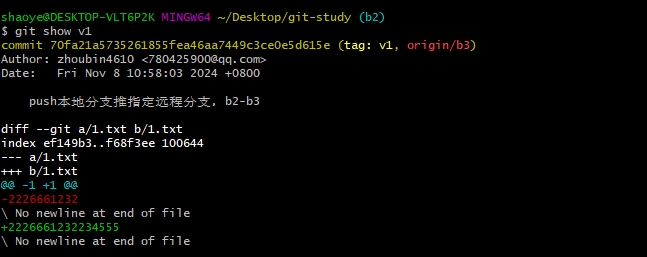 shaoye@DESKTOP-VLT6P2K MINGW64 ~/Desktop/git-study (b2)
$ git show v1
commit 70fa21a5735261855fea46aa7449c3ce0e5d615e (tag: v1, origin/b3)
Author: zhoubin4610 <780425900@qq.com>
Date:   Fri Nov 8 10:58:03 2024 +0800
    push本地分支推指定远程分支, b2-b3
diff --git a/1.txt b/1.txt
index ef149b3..f68f3ee 100644
--- a/1.txt
+++ b/1.txt
@@ -1 +1 @@
-2226661232
\ No newline at end of file
+2226661232234555
\ No newline at end of file